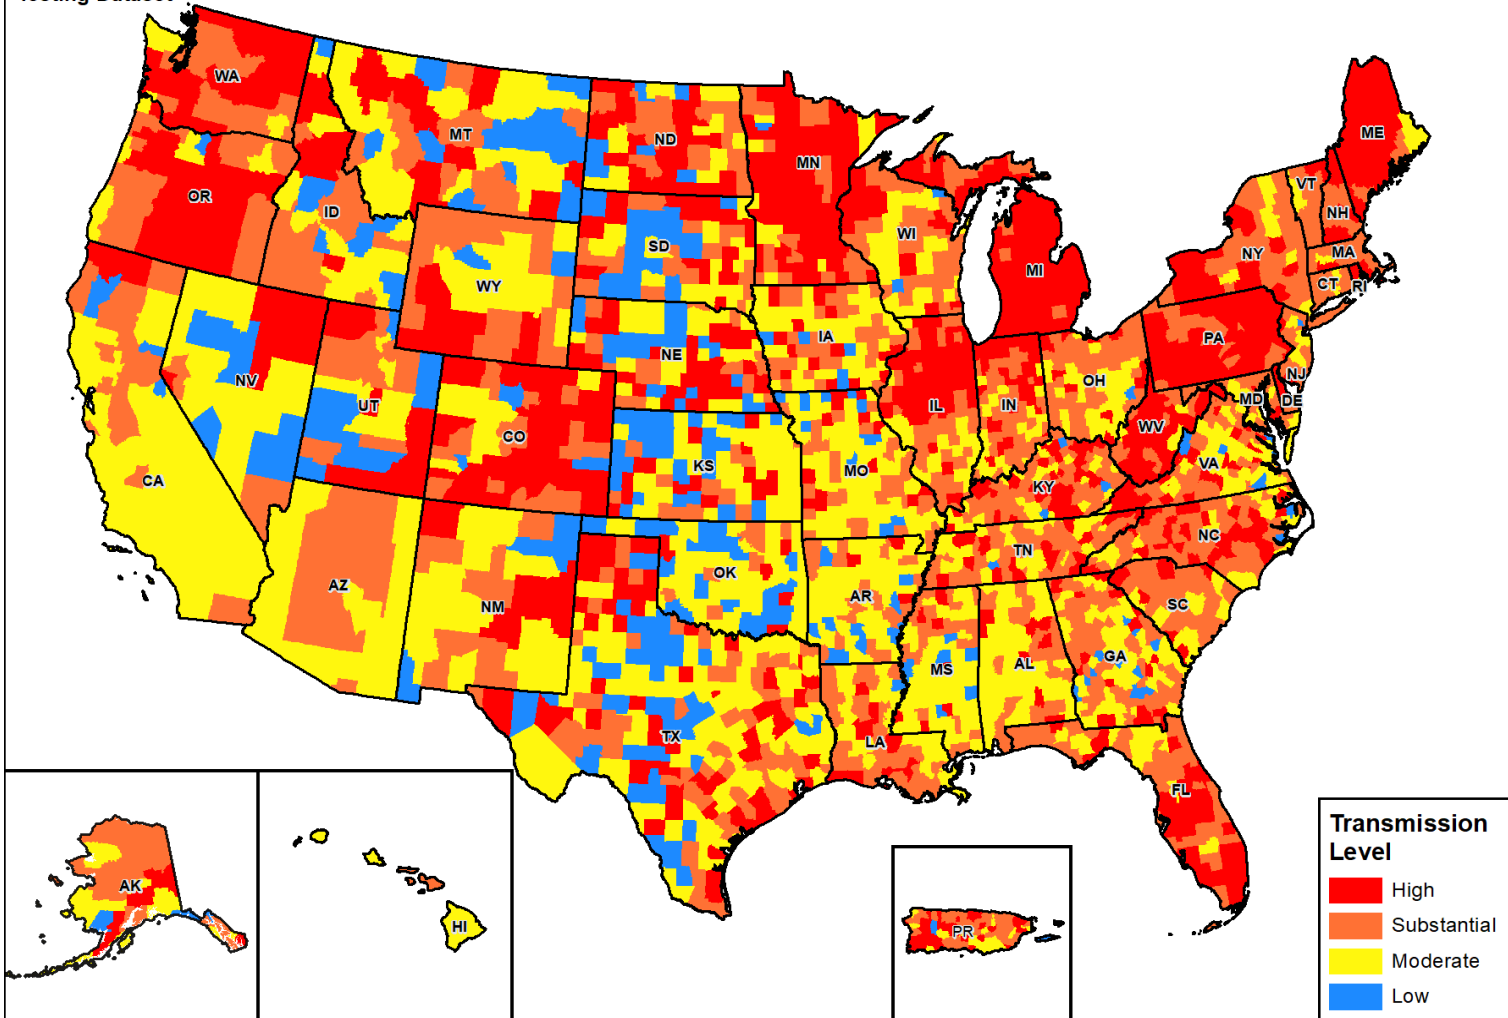 WA
MT
ND
MN
ME
OR
ID
SD
WI
VT
NH
NY
MA
WY
MI
CT
RI
NE
IA
PA
NV
UT
CO
IL
IN
OH
NJ
MD
DE
WV
CA
KS
MO
KY
VA
AZ
NM
OK
AR
TN
NC
SC
TX
LA
MS
AL
GA
FL
AK
HI
PR
Transmission
Level
High
Substantial
Moderate
Low